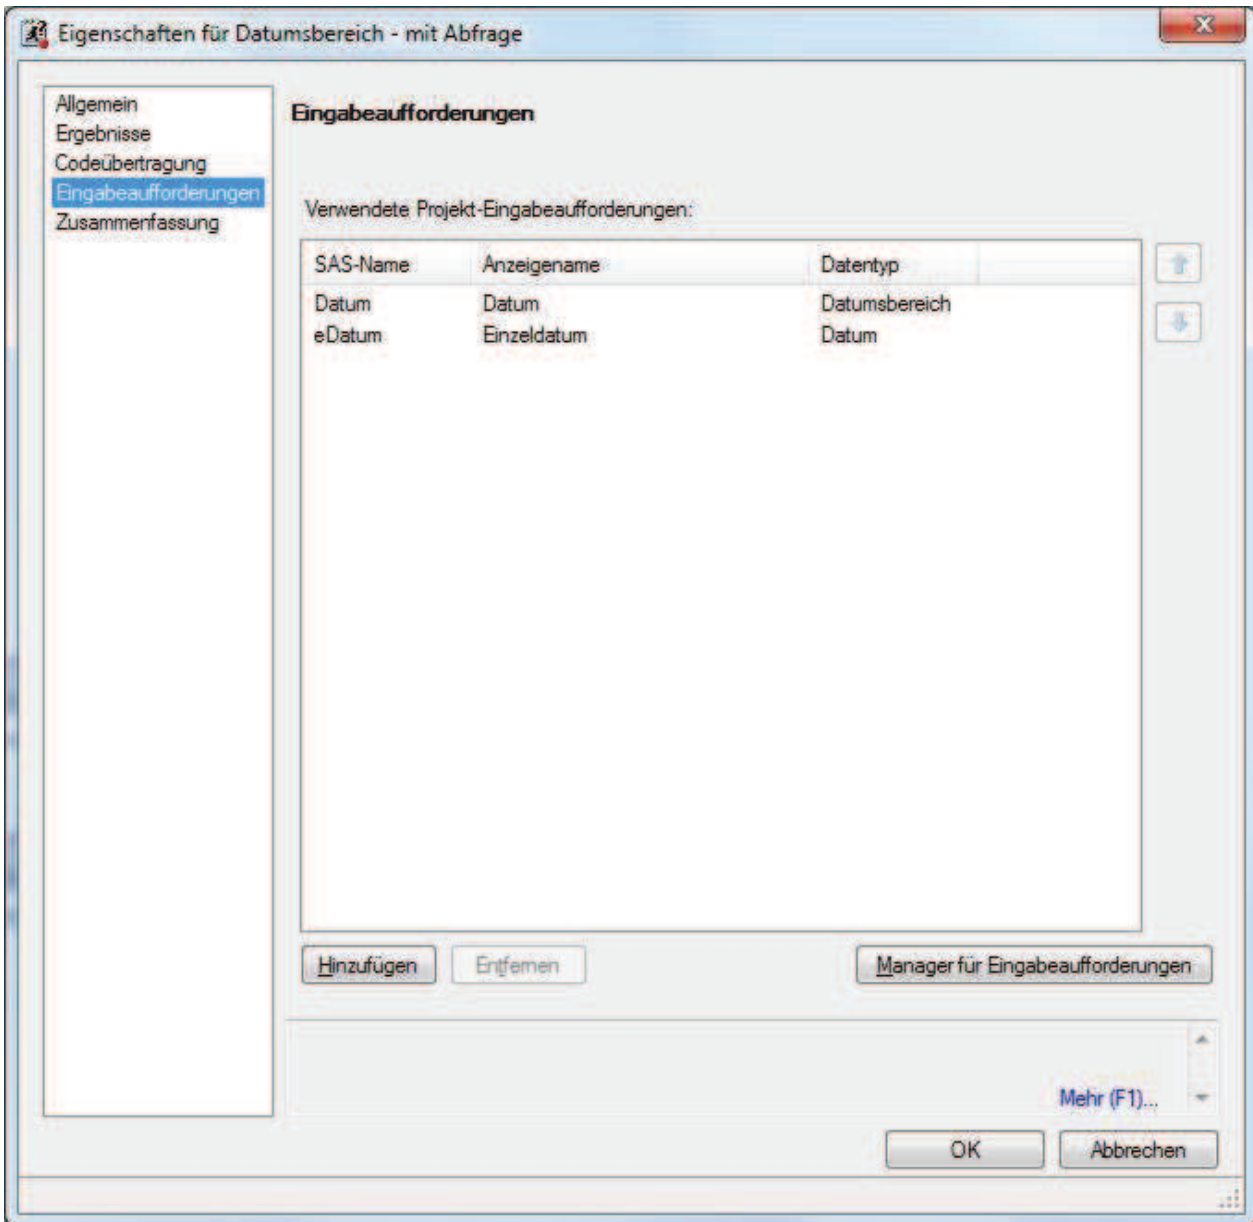 Eigenschaften für Datumsbereich - mit Abfrage
Allgemein
Ergebnisse
Codeübertragung
Eingabeaufforderungen
Zusammenfassung
Eingabeaufforderungen
Verwendete Projekt-Eingabeaufforderungen:
SAS-Name Anzeigename Datentyp
Datum Datum Datumsbereich
eDatum Einzeldatum Datum
Hinzufügen Entfernen Manager für Eingabeaufforderungen
Mehr (F1)...
OK Abbrechen